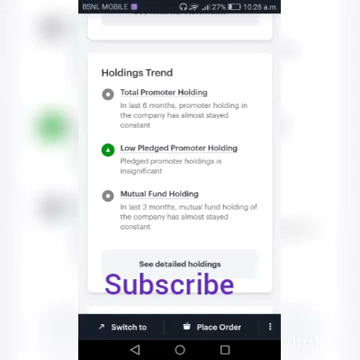 BSNL MOBILE 27% 10:28 a.m.
Holdings Trend
Total Promoter Holding
In last 6 months, promoter holding in
the company has almost stayed
constant
Low Pledged Promoter Holding
Pledged promoter holdings is
insignificant
Mutual Fund Holding
In last 3 months, mutual fund holding of
the company has almost stayed
constant
See detailed holdings
Subscribe
Switch to Place Order